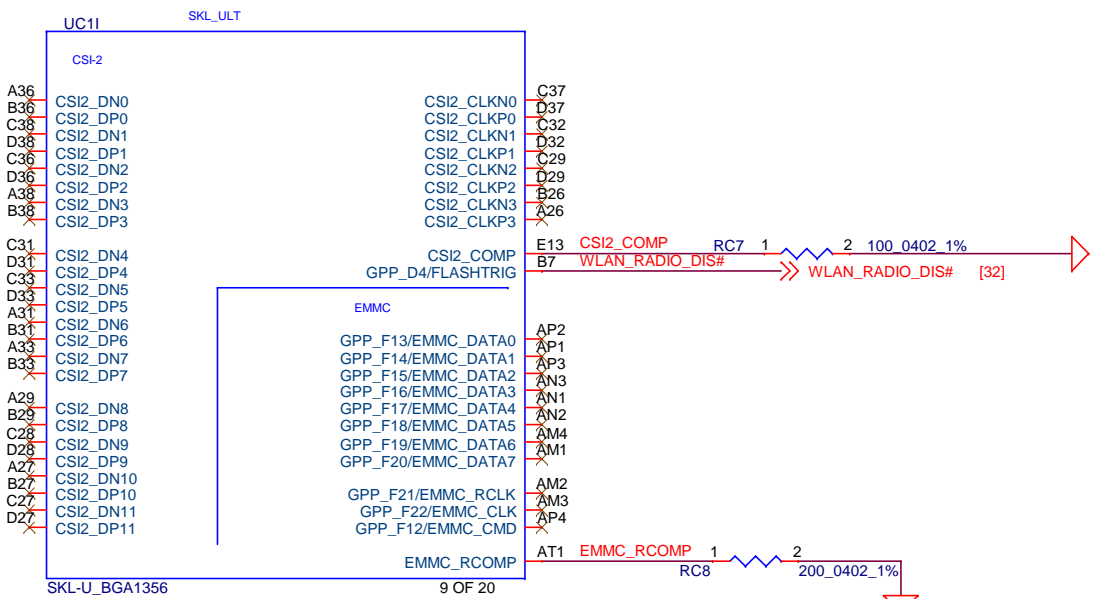 UC1I
SKL_ULT
CSI-2
A36 CSI2_DN0 CSI2_CLKN0 C37
B36 CSI2_DP0 CSI2_CLKP0 D37
C38 CSI2_DN1 CSI2_CLKN1 C32
D38 CSI2_DP1 CSI2_CLKP1 D32
C36 CSI2_DN2 CSI2_CLKN2 C29
D36 CSI2_DP2 CSI2_CLKP2 D29
A38 CSI2_DN3 CSI2_CLKN3 B26
B38 CSI2_DP3 CSI2_CLKP3 A26
C31 CSI2_DN4 CSI2_COMP E13 CSI2_COMP RC7 1 2 100_0402_1%
D31 CSI2_DP4 GPP_D4/FLASHTRIG B7 WLAN_RADIO_DIS# WLAN_RADIO_DIS# [32]
C33 CSI2_DN5
D33 CSI2_DP5 EMMC
A31 CSI2_DN6
B31 CSI2_DP6 GPP_F13/EMMC_DATA0 AP2
A33 CSI2_DN7 GPP_F14/EMMC_DATA1 AP1
B33 CSI2_DP7 GPP_F15/EMMC_DATA2 AP3
GPP_F16/EMMC_DATA3 AN3
A29 CSI2_DN8 GPP_F17/EMMC_DATA4 AN1
B29 CSI2_DP8 GPP_F18/EMMC_DATA5 AN2
C28 CSI2_DN9 GPP_F19/EMMC_DATA6 AM4
D28 CSI2_DP9 GPP_F20/EMMC_DATA7 AM1
A27 CSI2_DN10
B27 CSI2_DP10 GPP_F21/EMMC_RCLK AM2
C27 CSI2_DN11 GPP_F22/EMMC_CLK AM3
D27 CSI2_DP11 GPP_F12/EMMC_CMD AP4
EMMC_RCOMP AT1 EMMC_RCOMP 1 2
RC8 200_0402_1%
SKL-U_BGA1356 9 OF 20